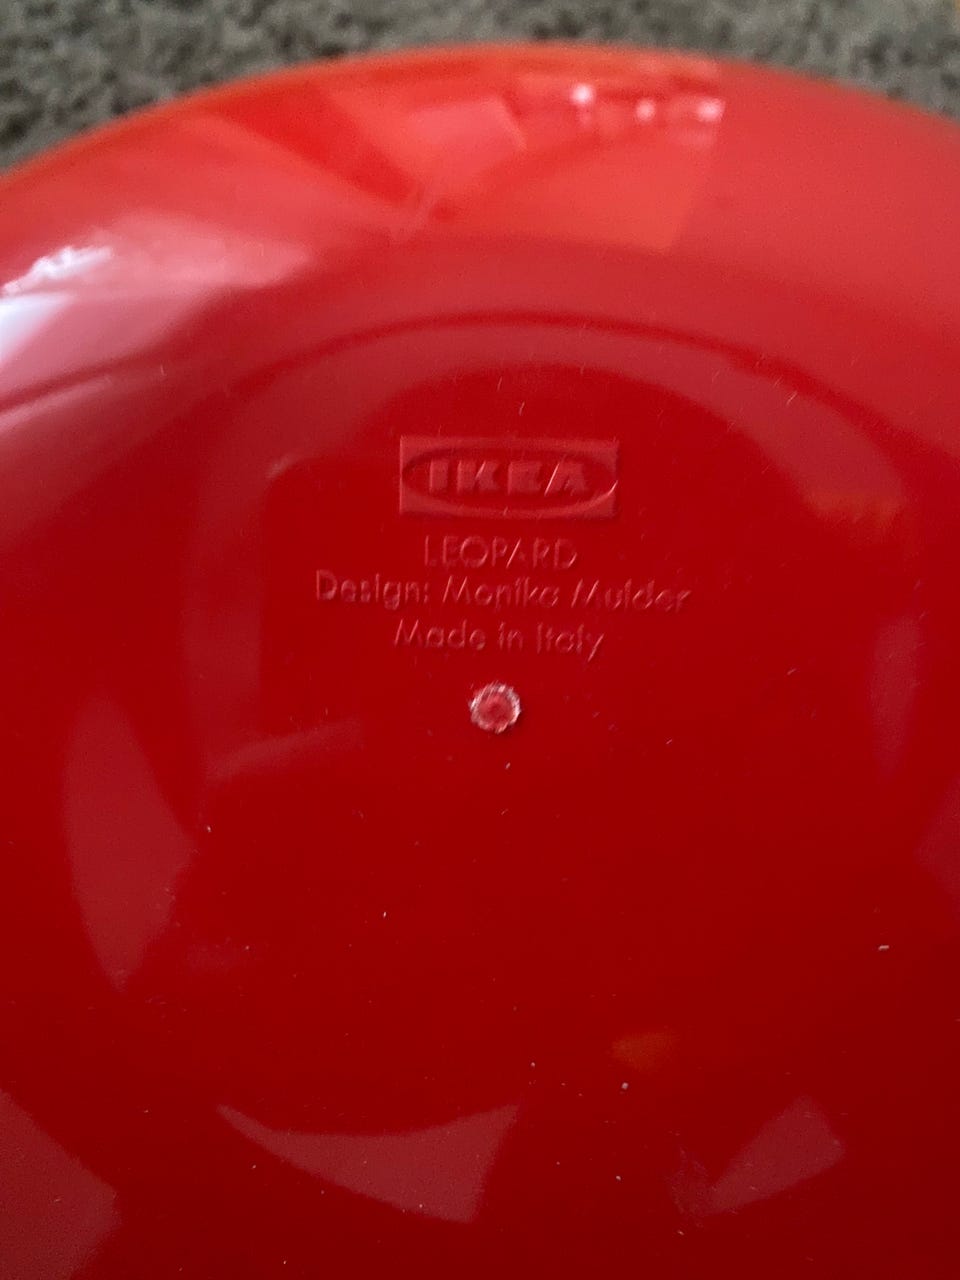 IKEA
LEOPARD
Design: Monika Mulder
Made in Italy